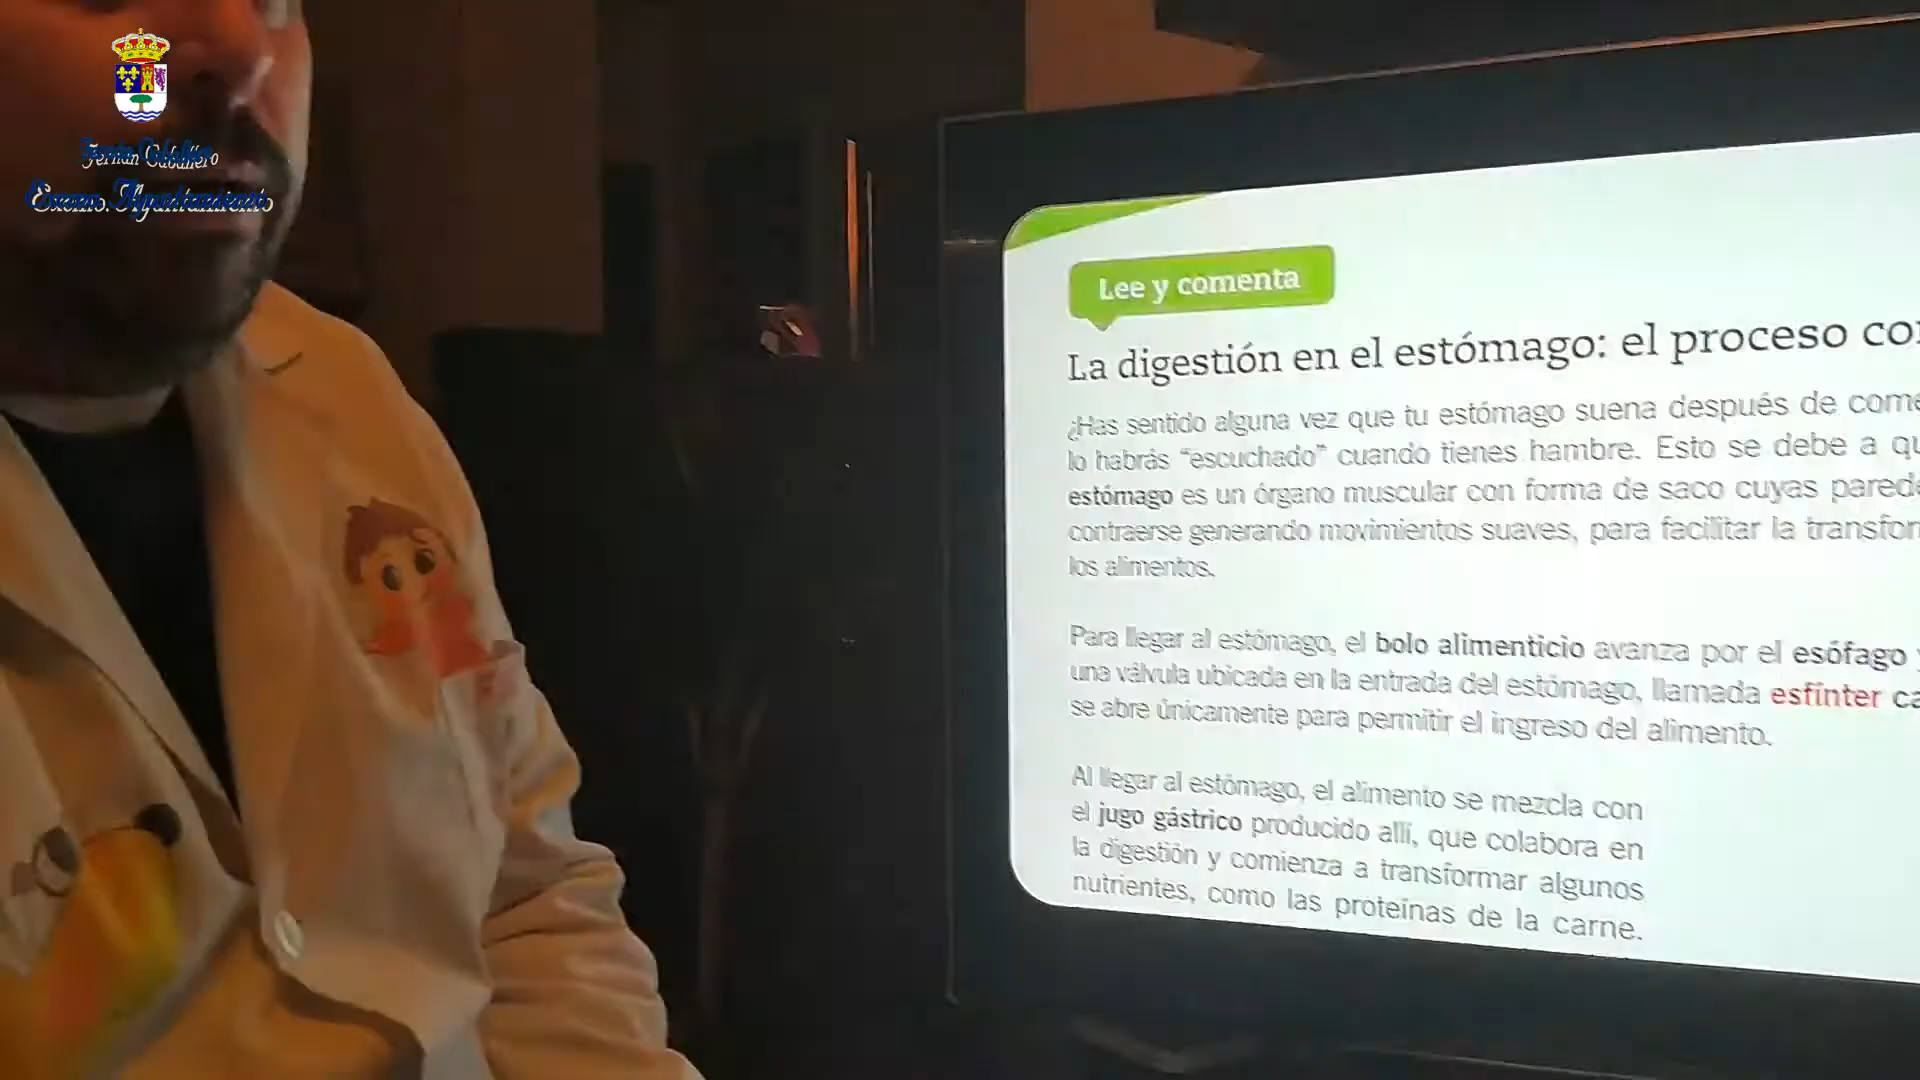 Fernán Caballero
Excmo. Ayuntamiento
Lee y comenta
La digestión en el estómago: el proceso
¿Has sentido alguna vez que tu estómago suena después de
lo habrás “escuchado” cuando tienes hambre. Esto se debe a
estómago es un órgano muscular con forma de saco cuyas
contraerse generando movimientos suaves, para facilitar la
los alimentos.
Para llegar al estómago, el bolo alimenticio avanza por el esófago
una válvula ubicada en la entrada del estómago, llamada esfínter
se abre únicamente para permitir el ingreso del alimento.
Al llegar al estómago, el alimento se mezcla con
el jugo gástrico producido allí, que colabora en
la digestión y comienza a transformar algunos
nutrientes, como las proteínas de la carne.